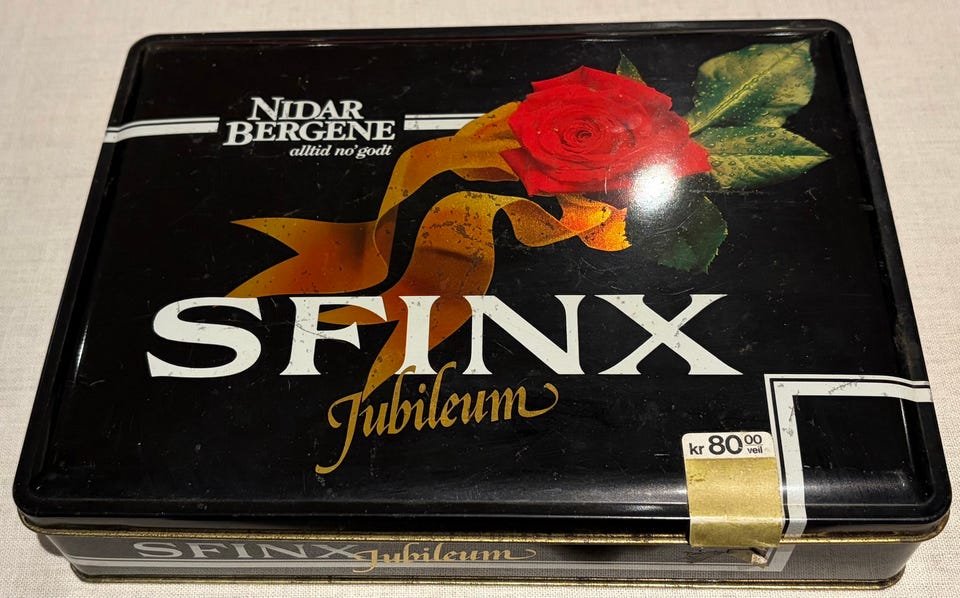 NIDAR
BERGENE
alltid no'godt
SFINX
Jubileum
kr 80 00
veil
SFINX Jubileum